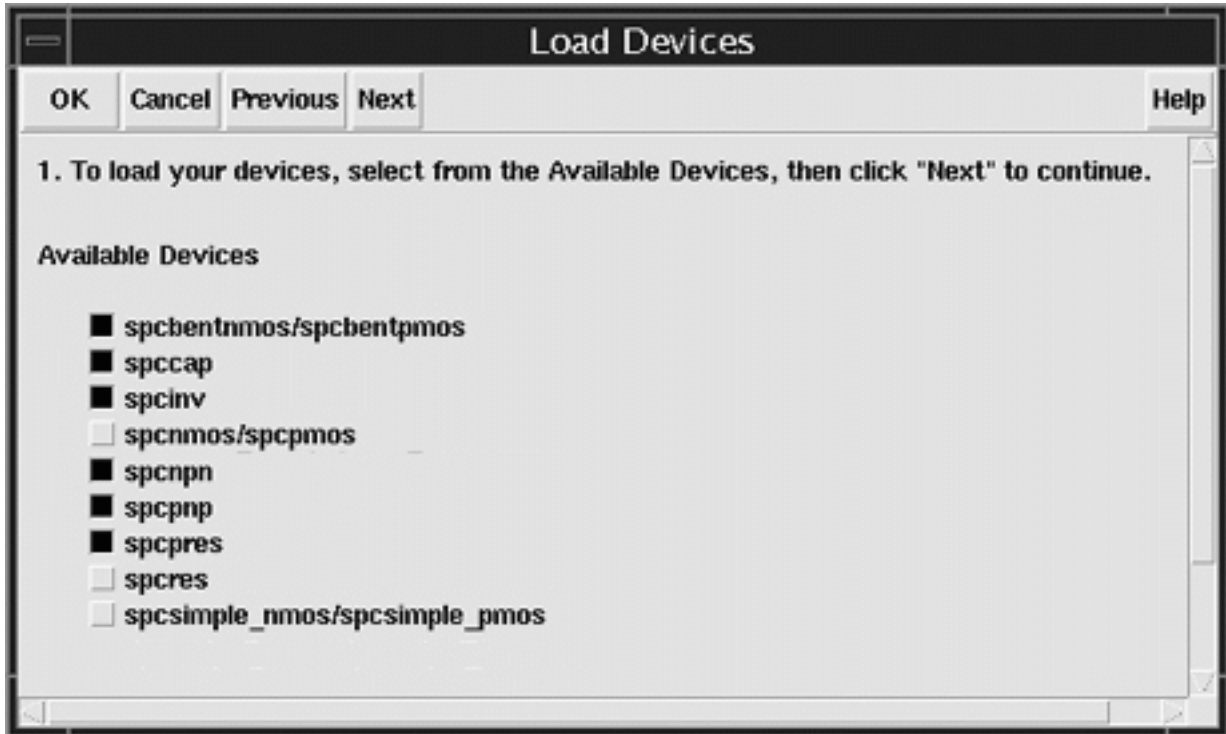 Load Devices
OK Cancel Previous Next Help
1. To load your devices, select from the Available Devices, then click "Next" to continue.
Available Devices
spcbentnmos/spcbentpmos
spccap
spcinv
spcnmos/spcpmos
spcnpn
spcpnp
spcpres
spcres
spcsimple_nmos/spcsimple_pmos